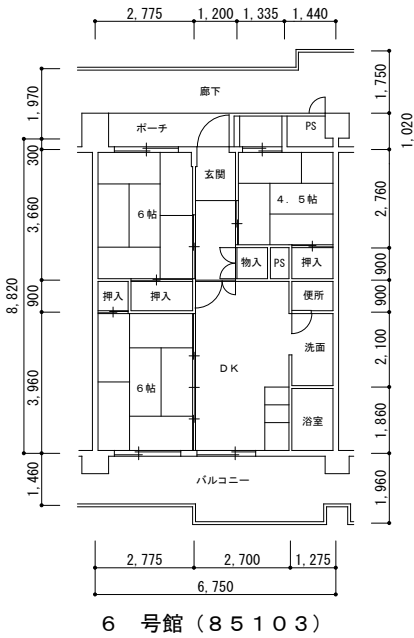 2,775 1,200 1,335 1,440
廊下
1,970
1,750
1,020
ポーチ
PS
300
玄関
6帖
4.5帖
3,660
2,760
物入
PS
押入
900
押入
押入
便所
900
900
8,820
DK
洗面
2,100
6帖
3,960
浴室
1,860
バルコニー
1,460
1,960
2,775 2,700 1,275
6,750
6 号館(85103)